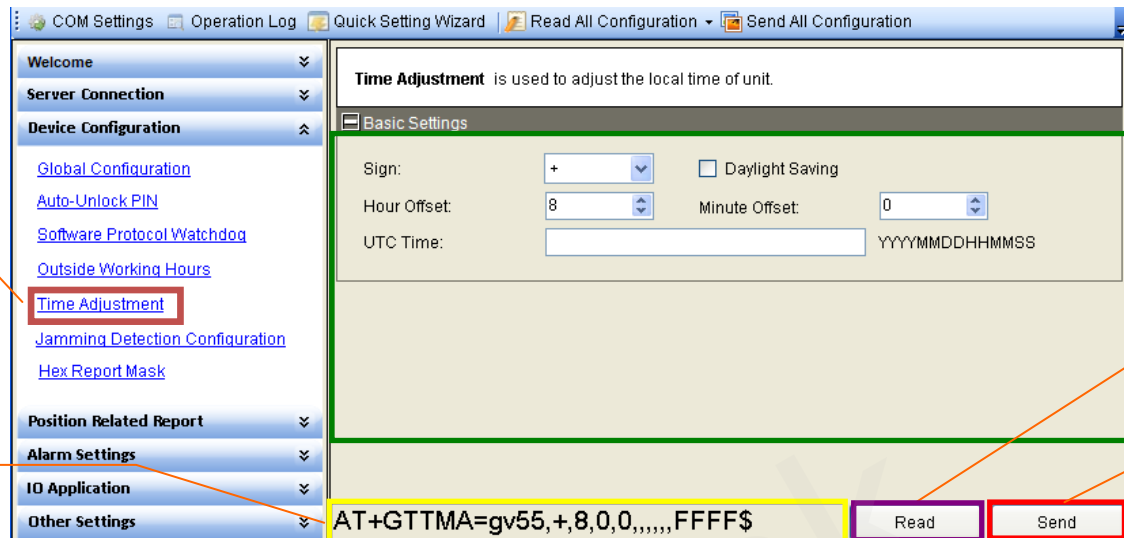 COM Settings Operation Log Quick Setting Wizard Read All Configuration Send All Configuration
Welcome
Server Connection
Device Configuration
Global Configuration
Auto-Unlock PIN
Software Protocol Watchdog
Outside Working Hours
Time Adjustment
Jamming Detection Configuration
Hex Report Mask
Position Related Report
Alarm Settings
IO Application
Other Settings
Time Adjustment is used to adjust the local time of unit.
Basic Settings
Sign: + Daylight Saving
Hour Offset: 8 Minute Offset: 0
UTC Time: YYYYMMDDHHMMSS
AT+GTTMA=gv55,+,8,0,0,,,,,,FFFF$ Read Send